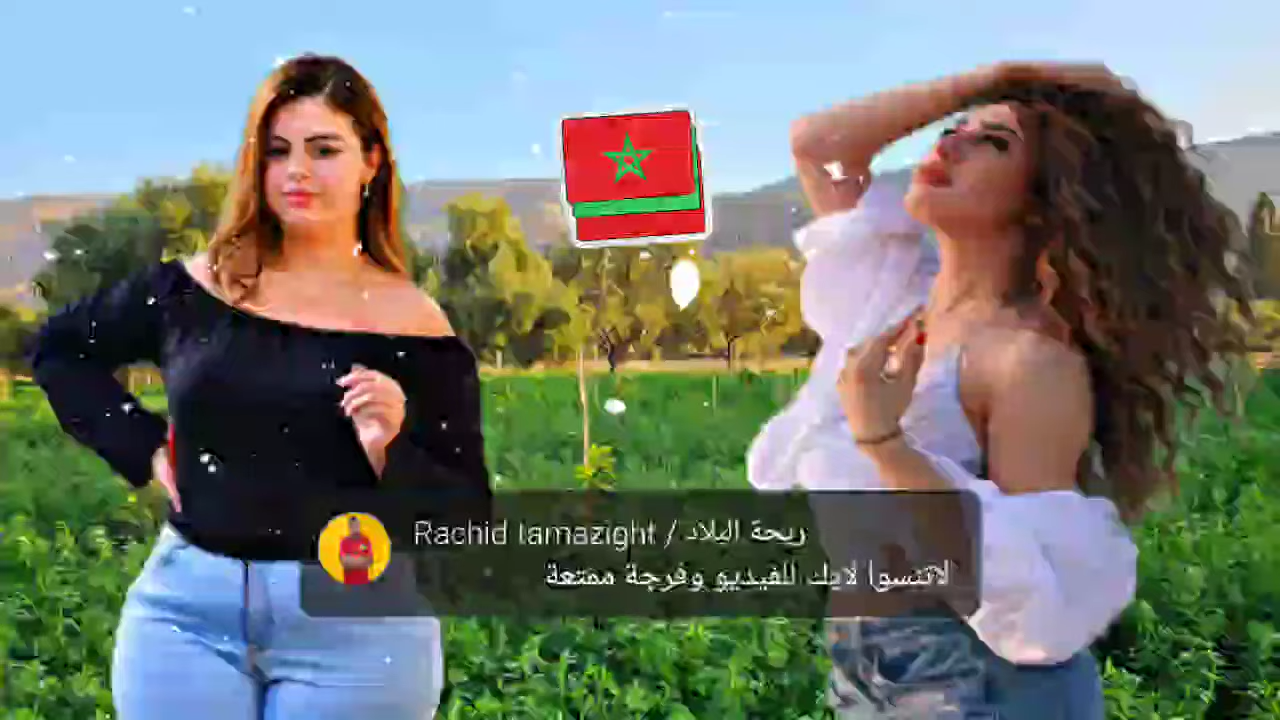 Rachid tamazight / ريحة البلاد
لاتنسوا لايك للفيديو وفرجة ممتعة